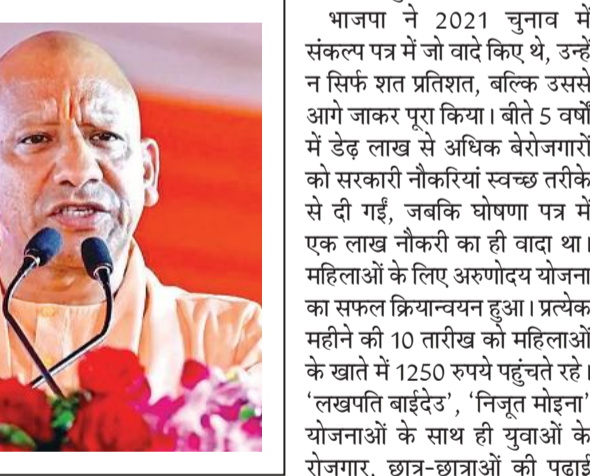 भाजपा ने 2021 चुनाव में
संकल्प पत्र में जो वादे किए थे, उन्हें
न सिर्फ शत प्रतिशत, बल्कि उससे
आगे जाकर पूरा किया। बीते 5 वर्षों
में डेढ़ लाख से अधिक बेरोजगारों
को सरकारी नौकरियां स्वच्छ तरीके
से दी गईं, जबकि घोषणा पत्र में
एक लाख नौकरी का ही वादा था।
महिलाओं के लिए अरुणोदय योजना
का सफल क्रियान्वयन हुआ। प्रत्येक
महीने की 10 तारीख को महिलाओं
के खाते में 1250 रुपये पहुंचते रहे।
‘लखपति बाईदेउ’, ‘निजूत मोइना’
योजनाओं के साथ ही युवाओं के
रोजगार, छात्र-छात्राओं की पढ़ाई